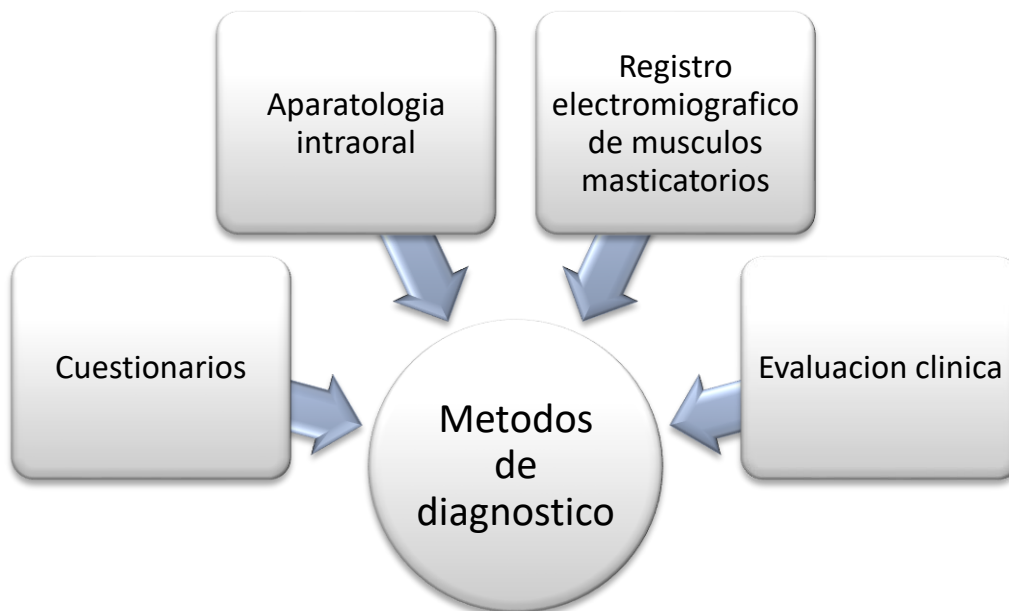 Aparatologia
intraoral
Registro
electromiografico
de musculos
masticatorios
Cuestionarios
Evaluacion clinica
Metodos
de
diagnostico